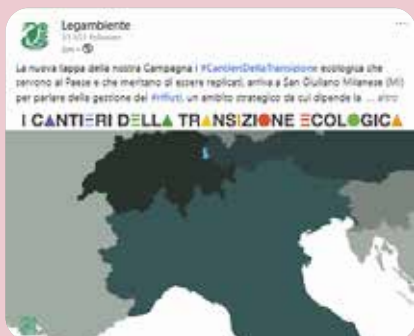 Legambiente
La nuova tappa della nostra Campagna i #CantieriDellaTransizione ecologica che
servono al Paese e che meritano di essere replicati, arriva a San Giuliano Milanese (MI)
per parlare della gestione dei #rifiuti, un ambito strategico da cui dipende la ... altro
I CANTIERI DELLA TRANSIZIONE ECOLOGICA